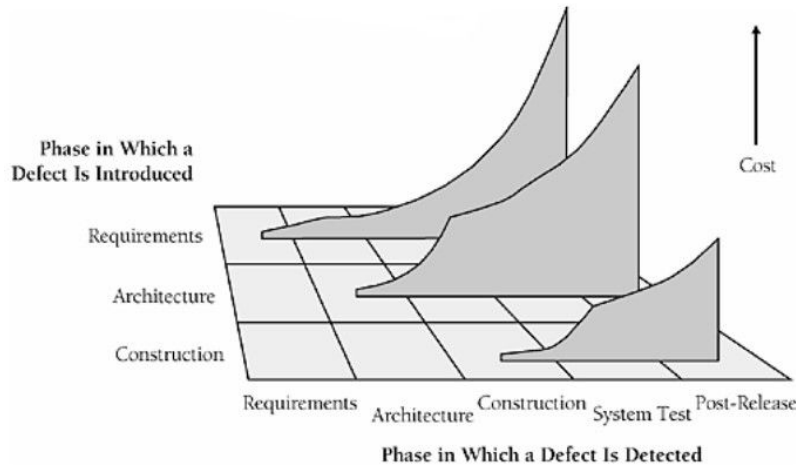 Phase in Which a
Defect Is Introduced
Cost
Requirements
Architecture
Construction
Requirements
Architecture
Construction
System Test
Post-Release
Phase in Which a Defect Is Detected